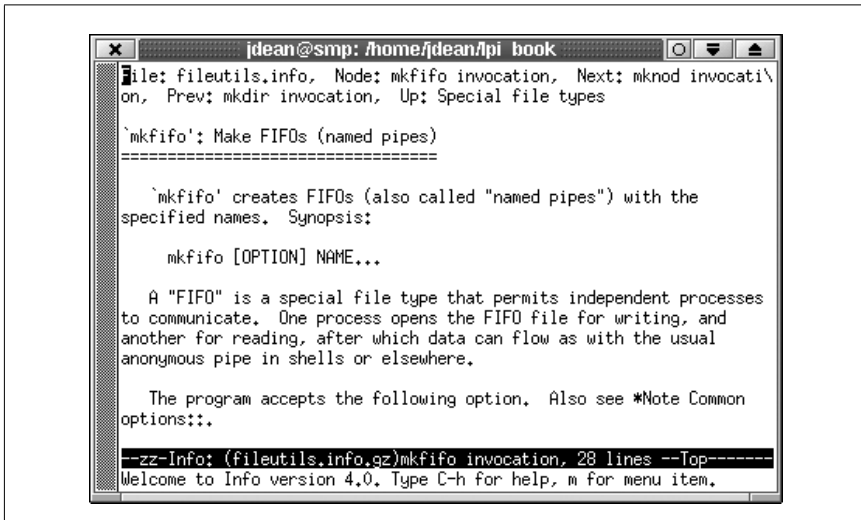 jdean@smp: /home/jdean/lpi_book
File: fileutils.info,  Node: mkfifo invocation,  Next: mknod invocati\
on,  Prev: mkdir invocation,  Up: Special file types
`mkfifo': Make FIFOs (named pipes)
==================================
`mkfifo' creates FIFOs (also called "named pipes") with the
specified names.  Synopsis:
mkfifo [OPTION] NAME...
A "FIFO" is a special file type that permits independent processes
to communicate.  One process opens the FIFO file for writing, and
another for reading, after which data can flow as with the usual
anonymous pipe in shells or elsewhere.
The program accepts the following option.  Also see *Note Common
options::.
--zz-Info: (fileutils.info.gz)mkfifo invocation, 28 lines --Top-------
Welcome to Info version 4.0. Type C-h for help, m for menu item.